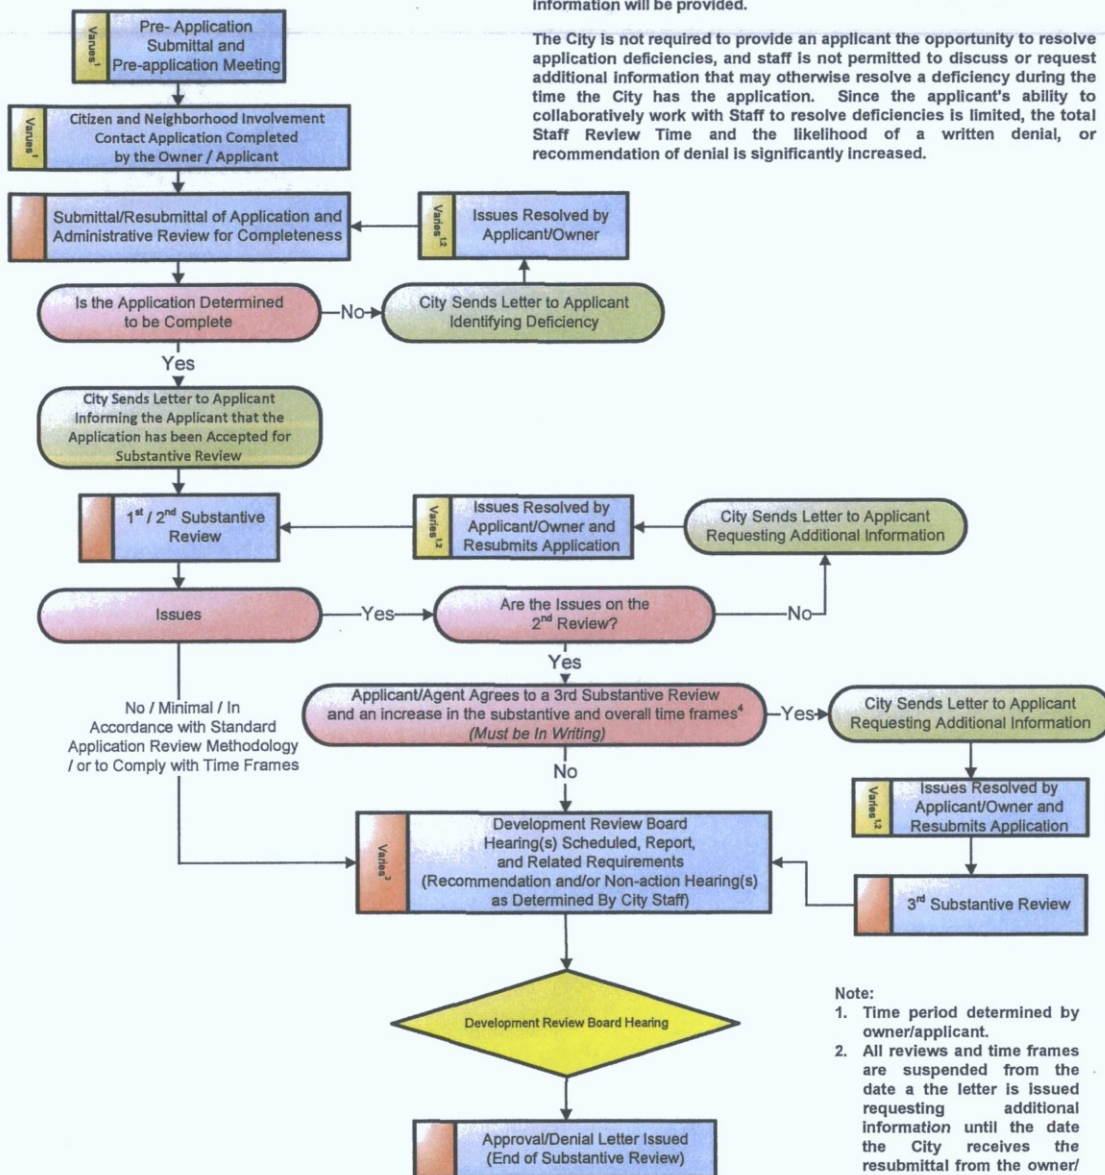 information will be provided.
The City is not required to provide an applicant the opportunity to resolve
application deficiencies, and staff is not permitted to discuss or request
additional information that may otherwise resolve a deficiency during the
time the City has the application. Since the applicant's ability to
collaboratively work with Staff to resolve deficiencies is limited, the total
Staff Review Time and the likelihood of a written denial, or
recommendation of denial is significantly increased.
Varues1
Pre- Application
Submittal and
Pre-application Meeting
Varues1
Citizen and Neighborhood Involvement
Contact Application Completed
by the Owner / Applicant
Submittal/Resubmittal of Application and
Administrative Review for Completeness
Varies1,2
Issues Resolved by
Applicant/Owner
Is the Application Determined
to be Complete
No
City Sends Letter to Applicant
Identifying Deficiency
Yes
City Sends Letter to Applicant
Informing the Applicant that the
Application has been Accepted for
Substantive Review
1st / 2nd Substantive
Review
Varies1,2
Issues Resolved by
Applicant/Owner and
Resubmits Application
City Sends Letter to Applicant
Requesting Additional Information
Issues
Yes
Are the Issues on the
2nd Review?
No
Yes
No / Minimal / In
Accordance with Standard
Application Review Methodology
/ or to Comply with Time Frames
Applicant/Agent Agrees to a 3rd Substantive Review
and an increase in the substantive and overall time frames4
(Must be In Writing)
Yes
City Sends Letter to Applicant
Requesting Additional Information
No
Varies1,2
Issues Resolved by
Applicant/Owner and
Resubmits Application
Varies3
Development Review Board
Hearing(s) Scheduled, Report,
and Related Requirements
(Recommendation and/or Non-action Hearing(s)
as Determined By City Staff)
3rd Substantive Review
Development Review Board Hearing
Approval/Denial Letter Issued
(End of Substantive Review)
Note:
1. Time period determined by
owner/applicant.
2. All reviews and time frames
are suspended from the
date a the letter is issued
requesting additional
information until the date
the City receives the
resubmittal from the owner/